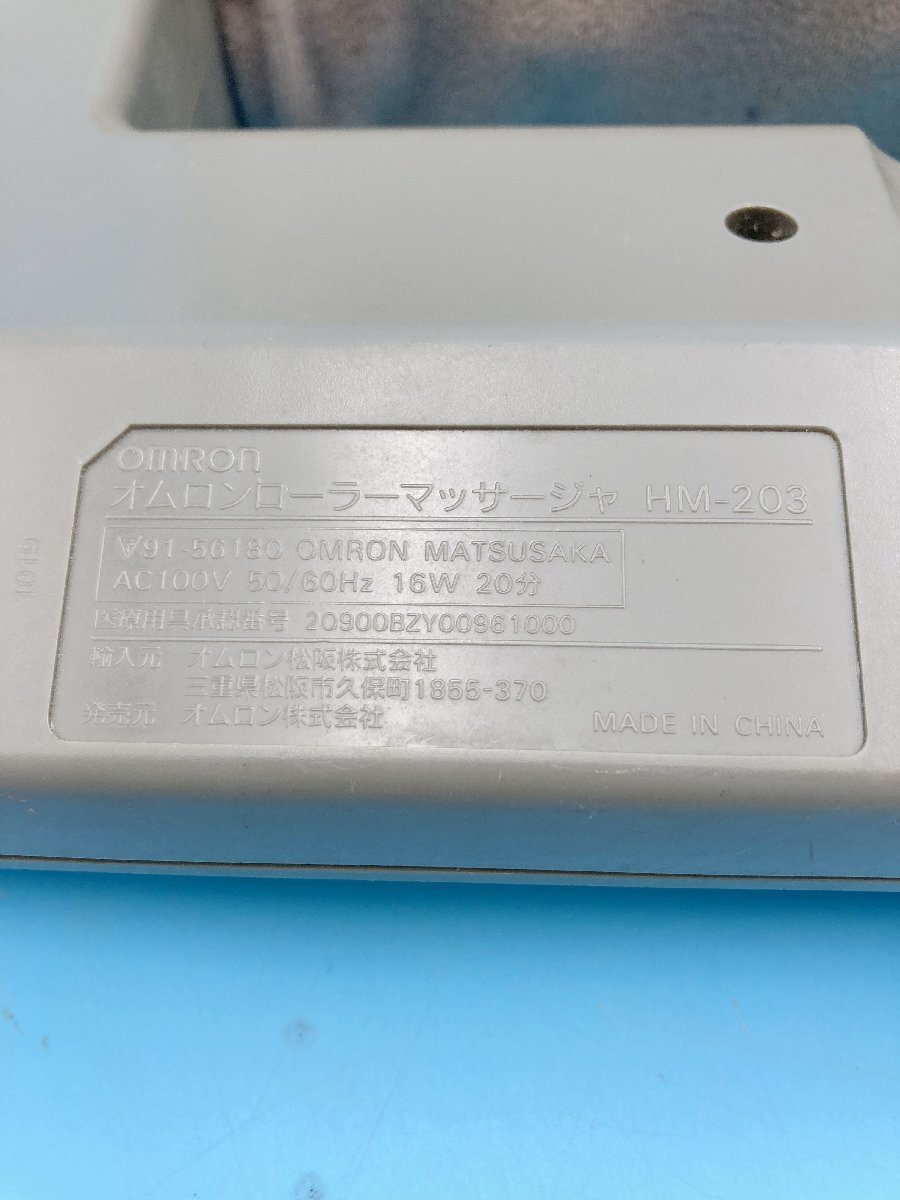 OMRON
オムロンローラーマッサージャ HM-203
∀91-56180 OMRON MATSUSAKA
AC100V 50/60Hz 16W 20分
医療用具承認番号 20900BZY00961000
輸入元 オムロン松阪株式会社
三重県松阪市久保町1855-370
発売元 オムロン株式会社
MADE IN CHINA
1019